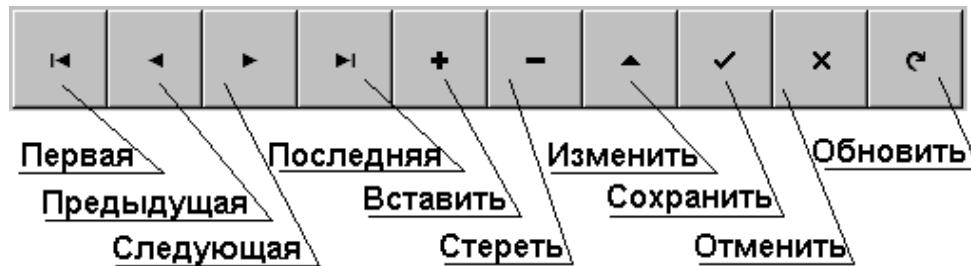 Первая
Последняя
Изменить
Обновить
Предыдущая
Вставить
Сохранить
Следующая
Стереть
Отменить